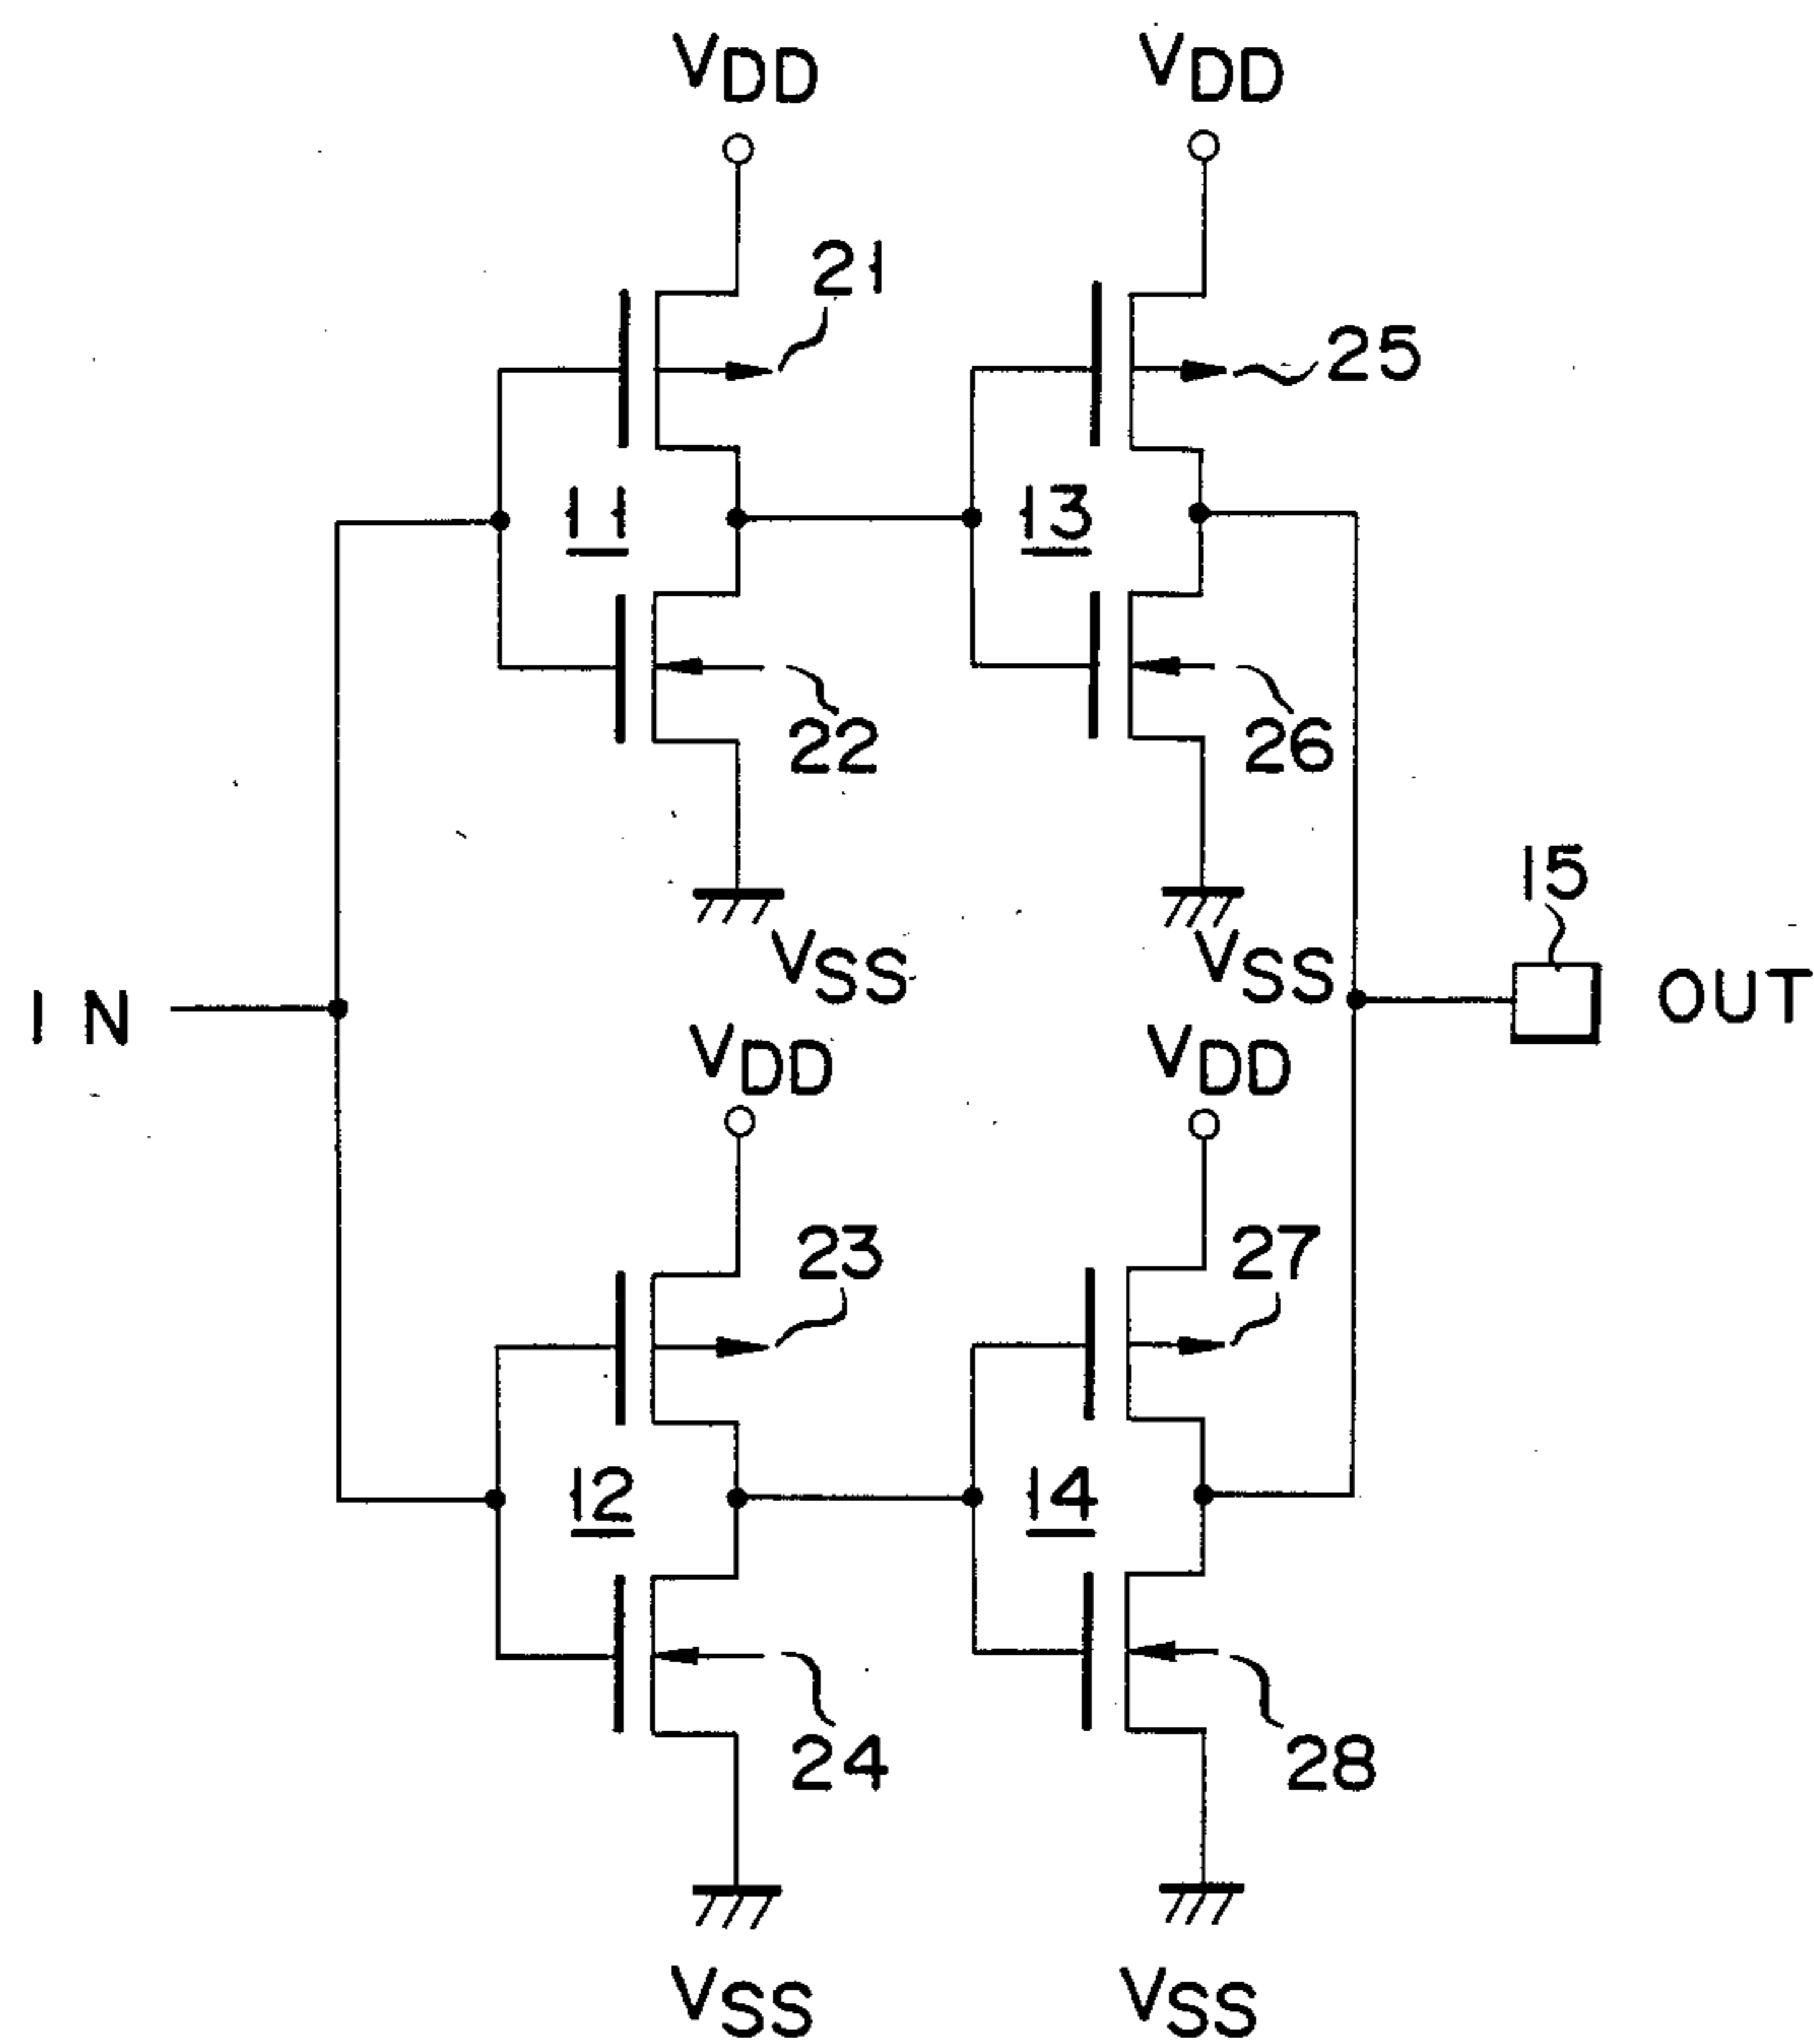 VDD VDD
21
25
11 13
22 26
15
VSS VSS
IN OUT
VDD VDD
23 27
12 14
24 28
VSS VSS